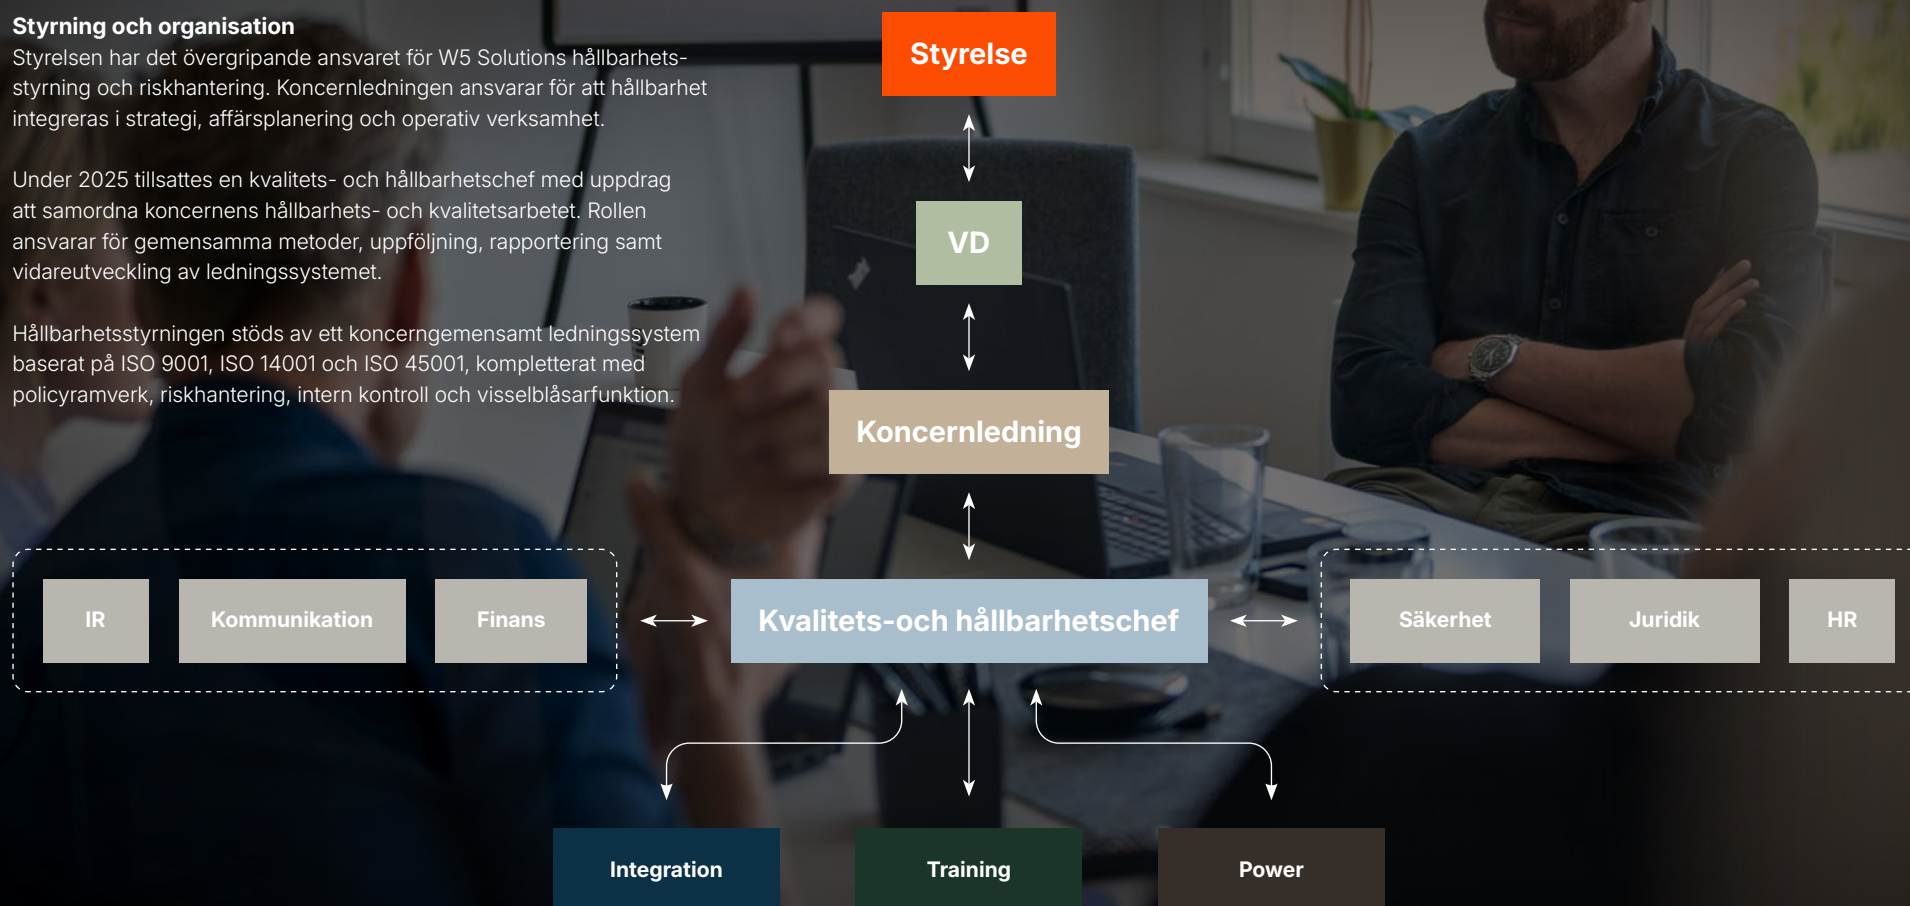 Styrning och organisation
Styrelsen har det övergripande ansvaret för W5 Solutions hållbarhets-
styrning och riskhantering. Koncernledningen ansvarar för att hållbarhet
integreras i strategi, affärsplanering och operativ verksamhet.
Under 2025 tillsattes en kvalitets- och hållbarhetschef med uppdrag
att samordna koncernens hållbarhets- och kvalitetsarbetet. Rollen
ansvarar för gemensamma metoder, uppföljning, rapportering samt
vidareutveckling av ledningssystemet.
Hållbarhetsstyrningen stöds av ett koncerngemensamt ledningssystem
baserat på ISO 9001, ISO 14001 och ISO 45001, kompletterat med
policyramverk, riskhantering, intern kontroll och visselblåsarfunktion.
Styrelse
VD
Koncernledning
IR
Kommunikation
Finans
Kvalitets-och hållbarhetschef
Säkerhet
Juridik
HR
Integration
Training
Power